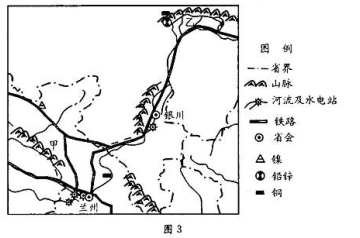 乙
银川
甲
兰州
图 例
省界
山脉
河流及水电站
铁路
省会
镍
铅锌
铜
图 3